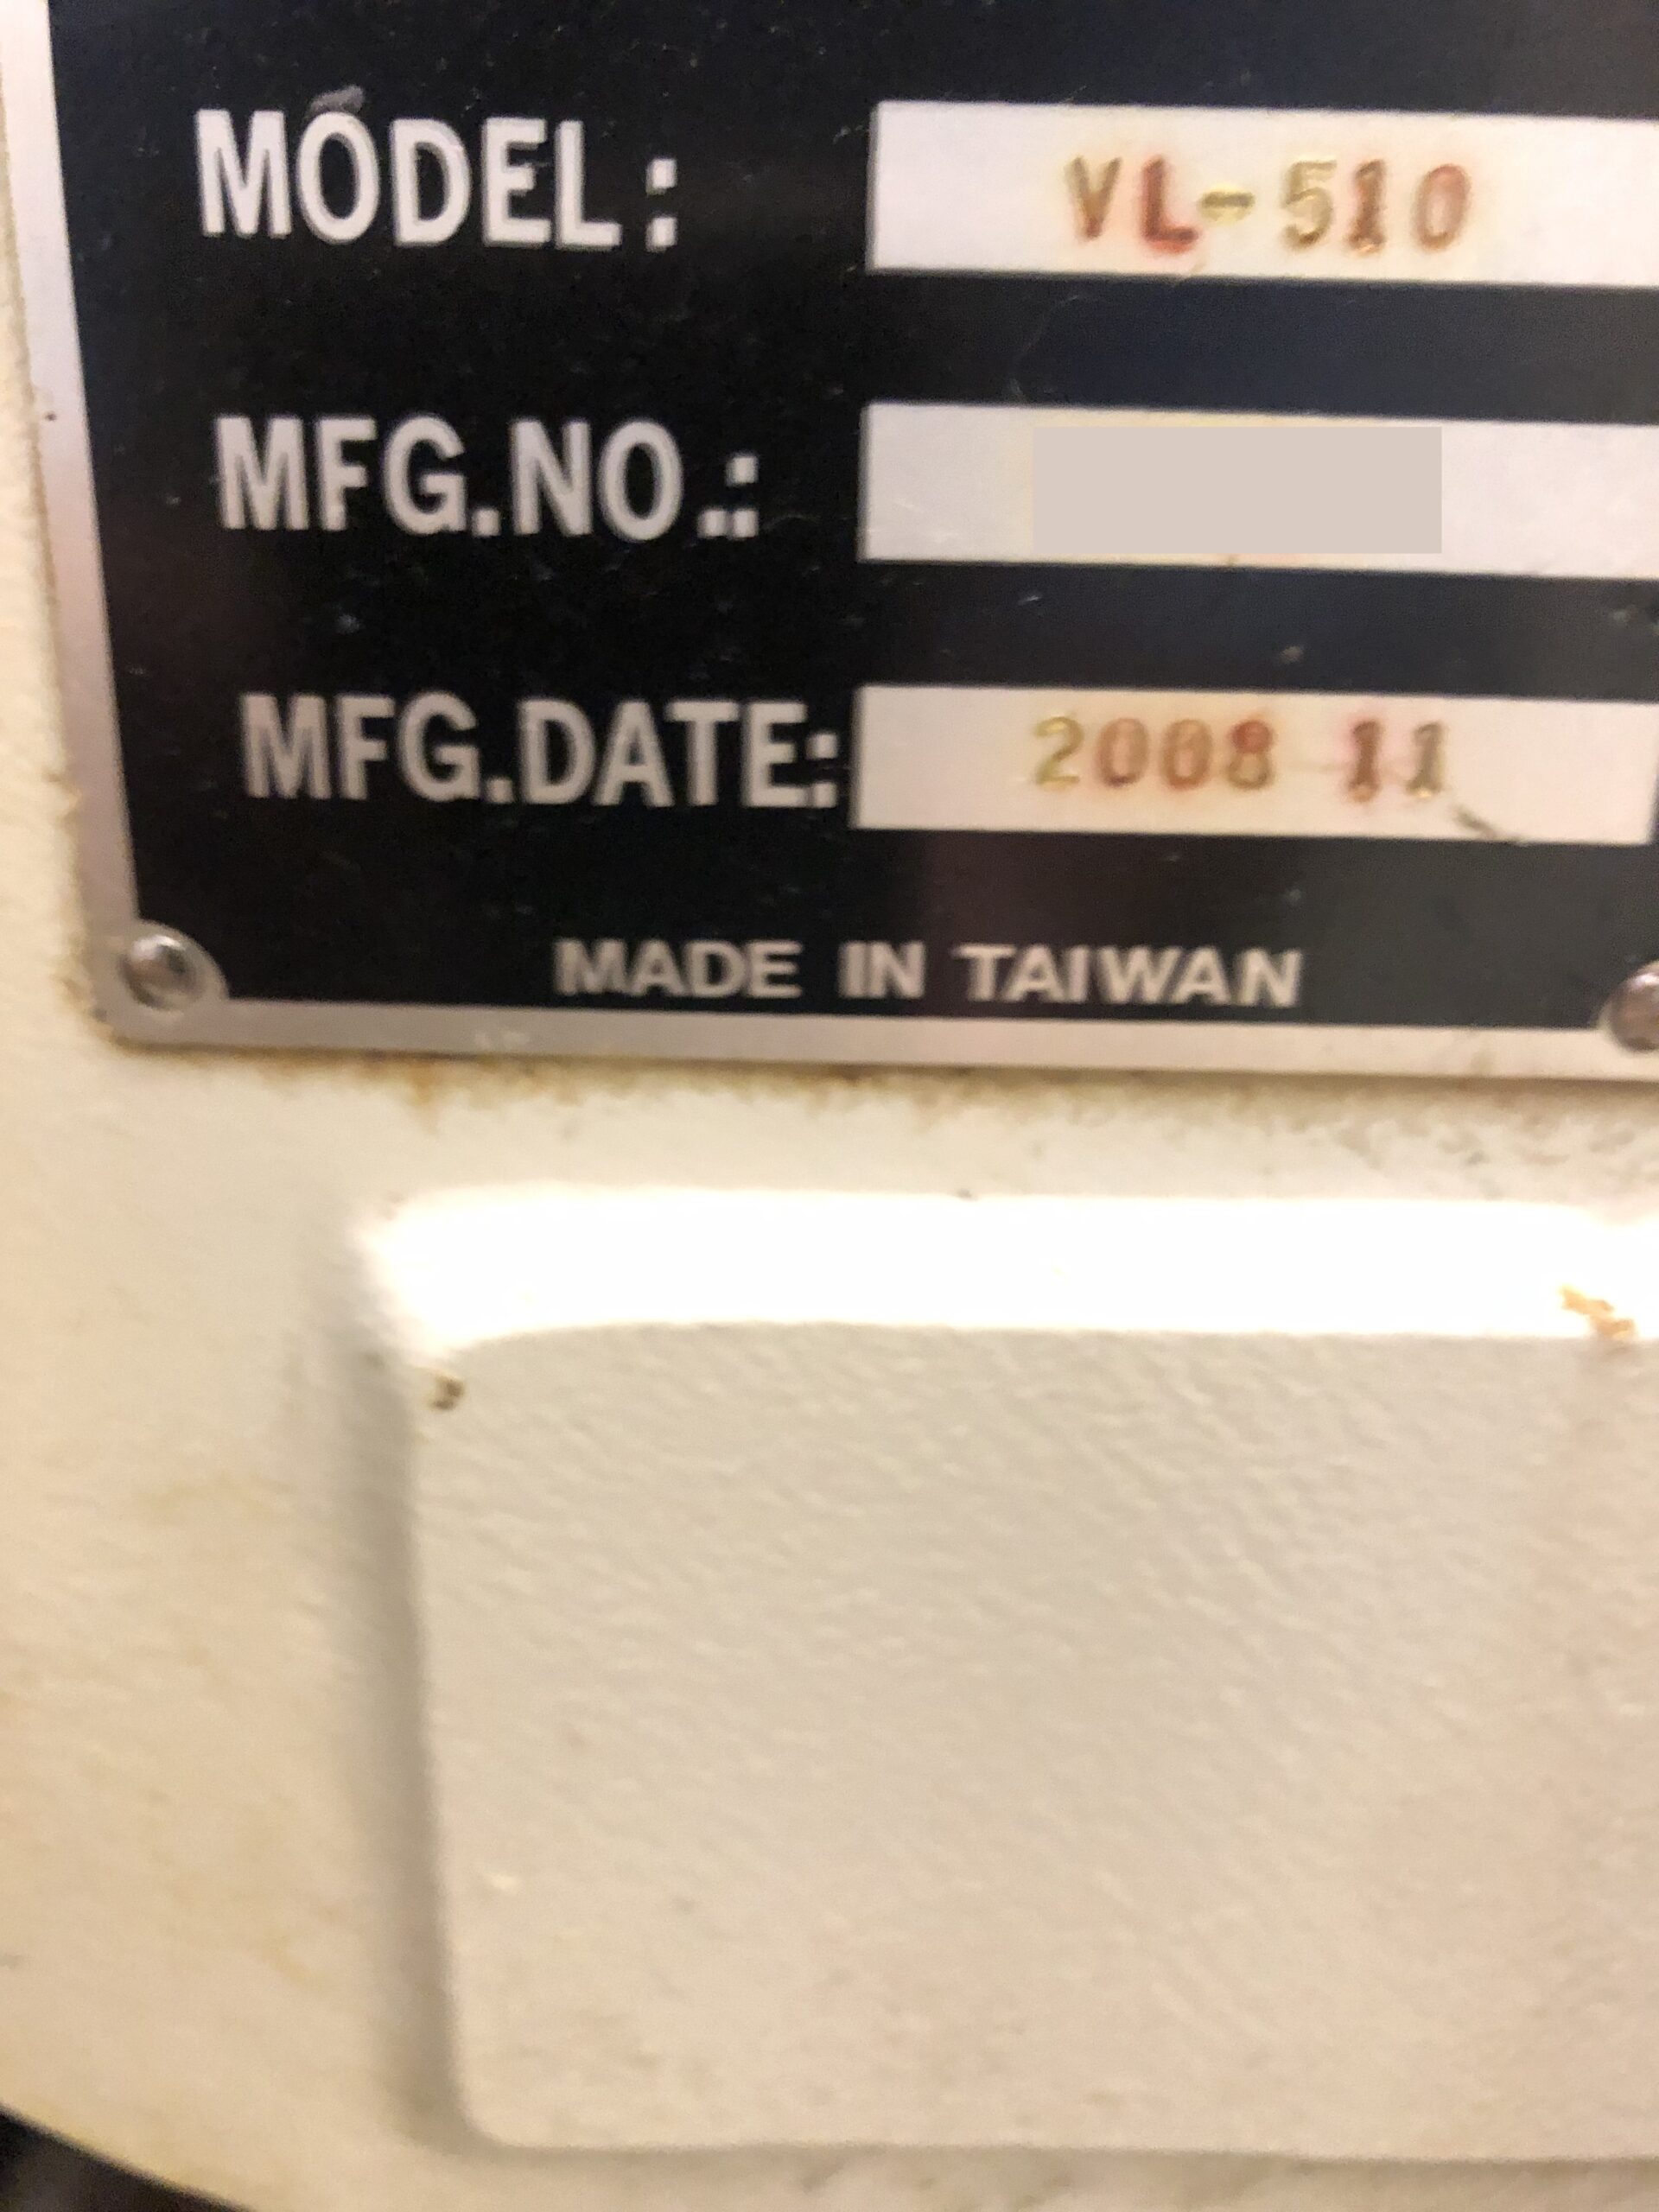 MODEL: VL-510
MFG.NO.:
MFG.DATE: 2008 11
MADE IN TAIWAN